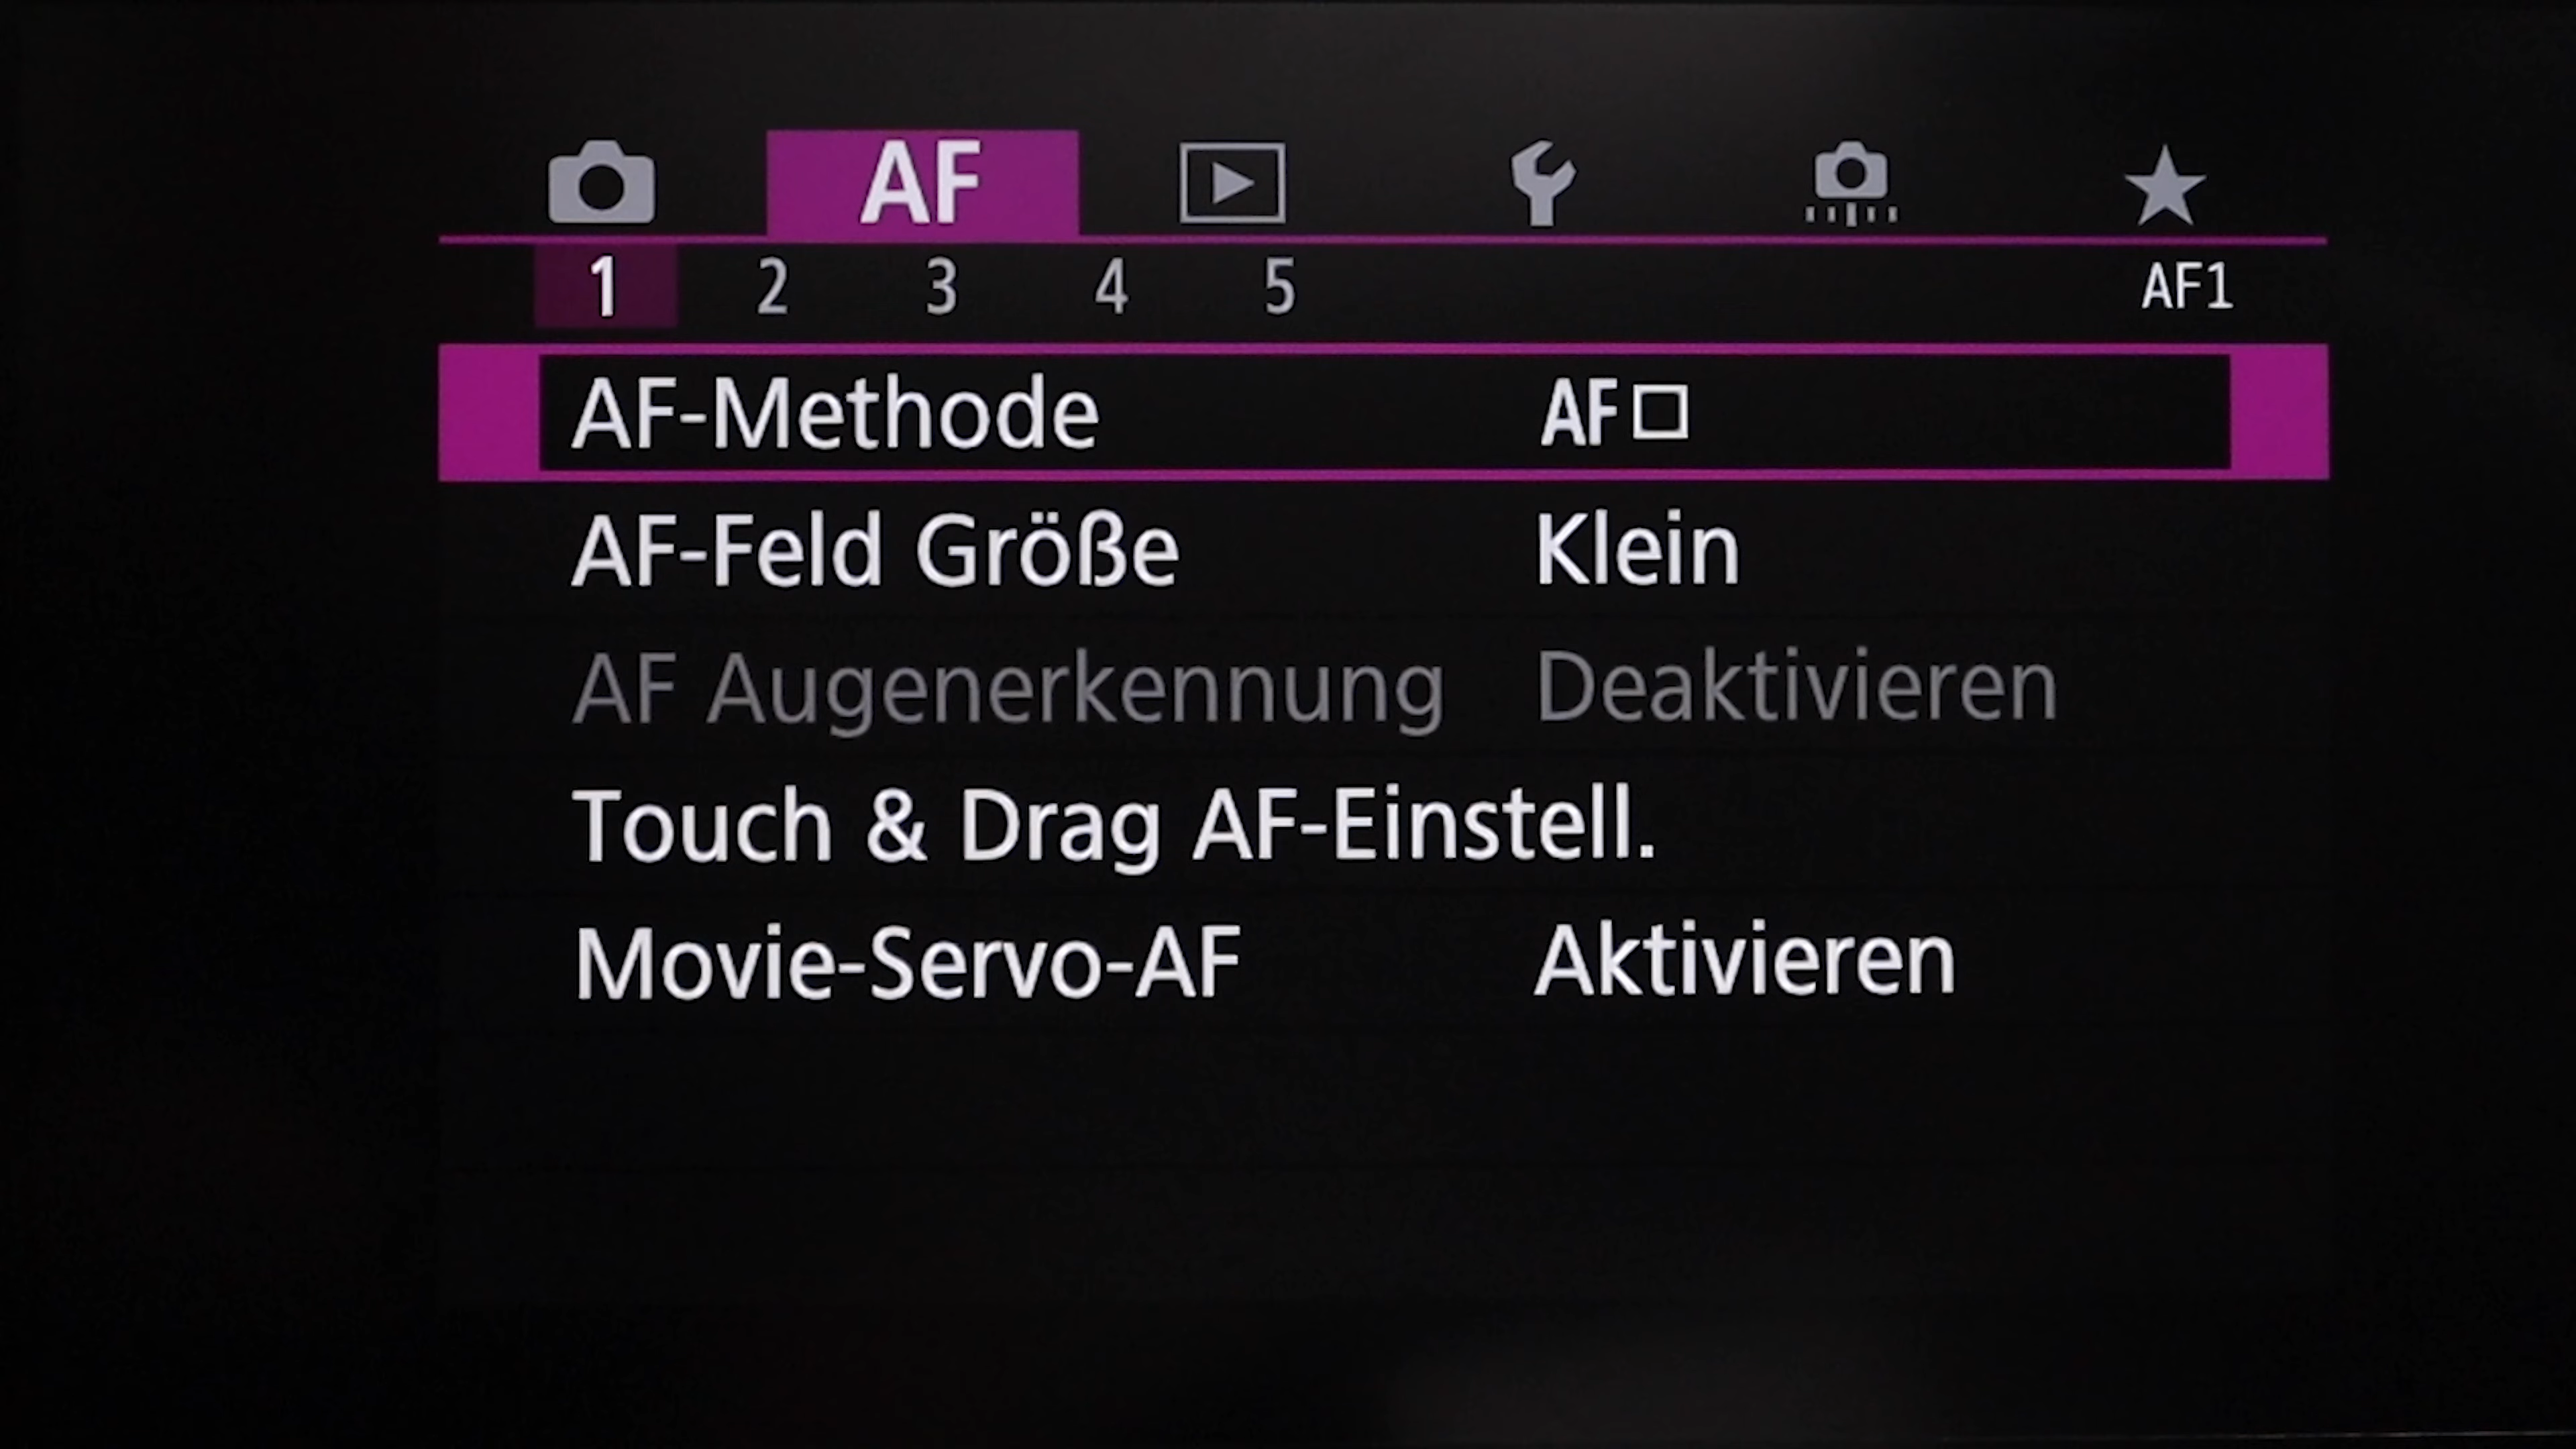 AF
1 2 3 4 5 AF1
AF-Methode AF
AF-Feld Größe Klein
AF Augenerkennung Deaktivieren
Touch & Drag AF-Einstell.
Movie-Servo-AF Aktivieren